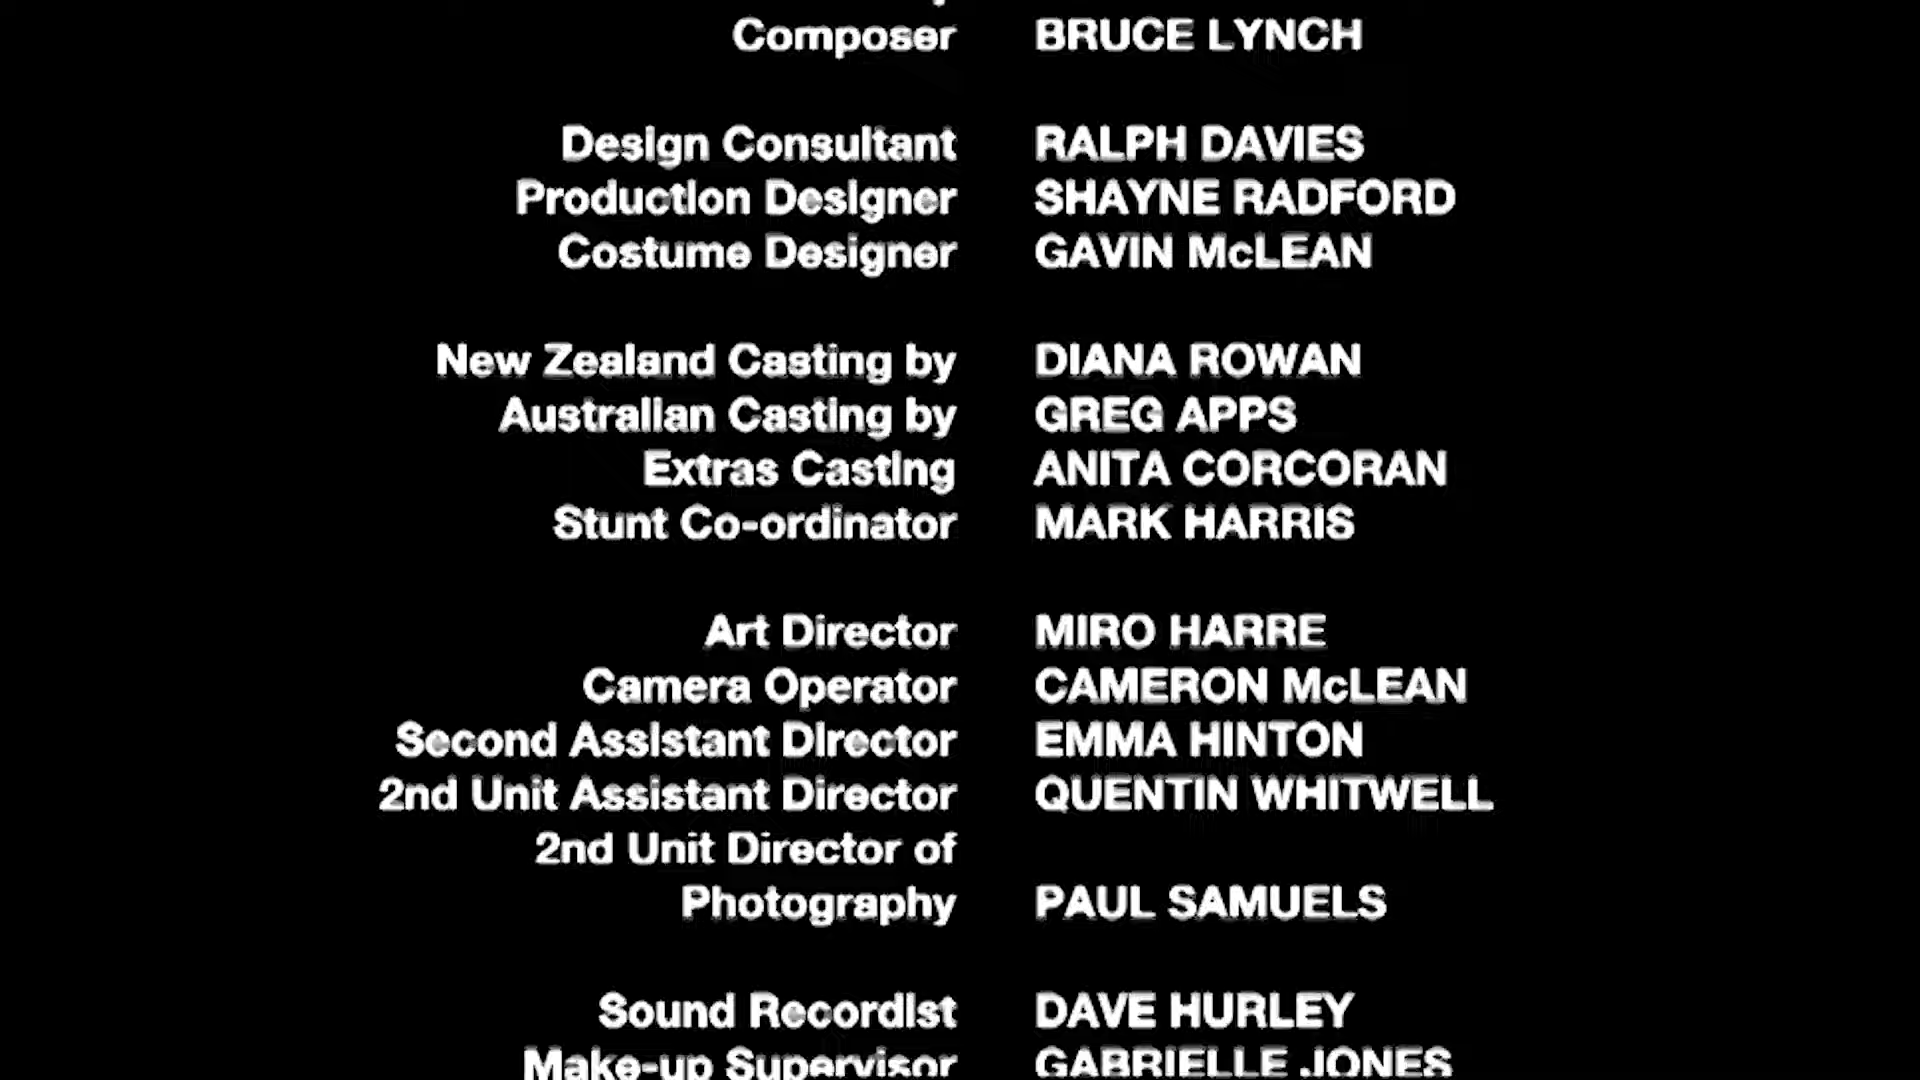 Composer BRUCE LYNCH
Design Consultant RALPH DAVIES
Production Designer SHAYNE RADFORD
Costume Designer GAVIN McLEAN
New Zealand Casting by DIANA ROWAN
Australian Casting by GREG APPS
Extras Casting ANITA CORCORAN
Stunt Co-ordinator MARK HARRIS
Art Director MIRO HARRE
Camera Operator CAMERON McLEAN
Second Assistant Director EMMA HINTON
2nd Unit Assistant Director QUENTIN WHITWELL
2nd Unit Director of
Photography PAUL SAMUELS
Sound Recordist DAVE HURLEY
Make-up Supervisor GABRIELLE JONES